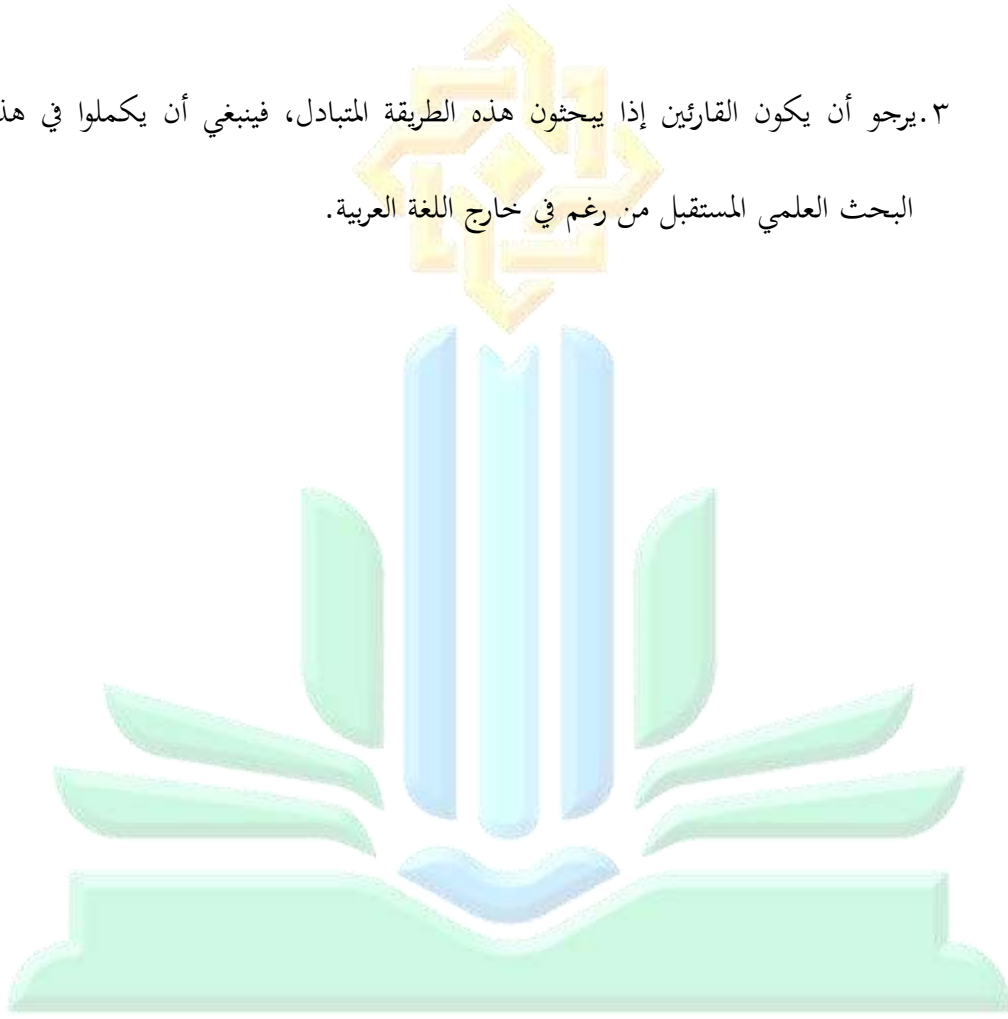 ٣.يرجو أن يكون القارئين إذا يبحثون هذه الطريقة المتبادل، فينبغي أن يكملوا في
البحث العلمي المستقبل من رغم في خارج اللغة العربية.